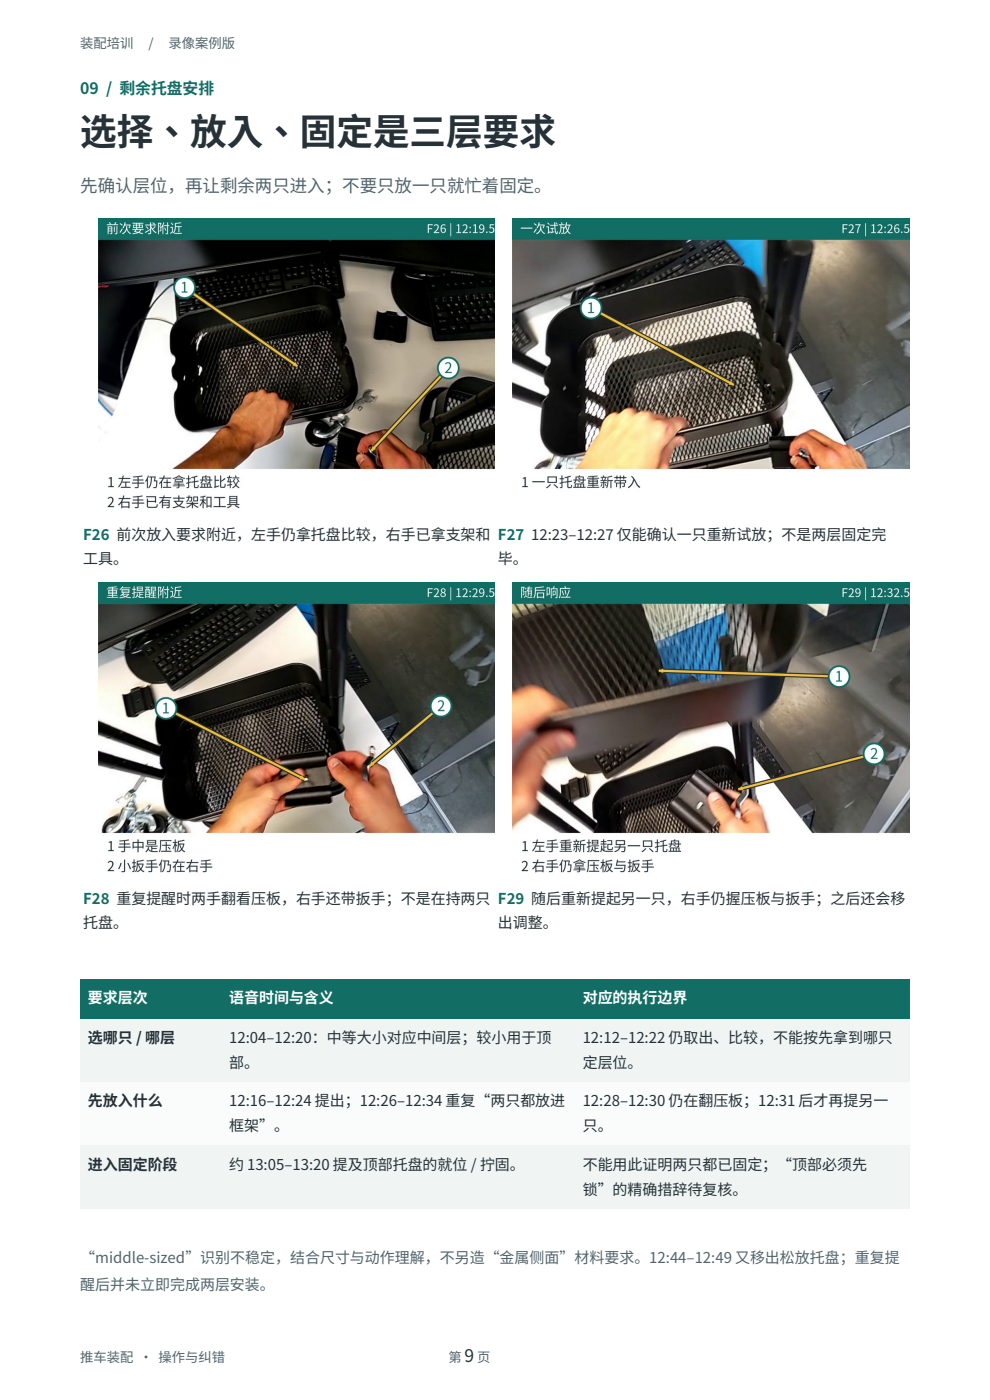 装配培训 / 录像案例版
09 / 剩余托盘安排
选择、放入、固定是三层要求
先确认层位，再让剩余两只进入；不要只放一只就忙着固定。
前次要求附近 F26 | 12:19.5
1
2
1 左手仍在拿托盘比较
2 右手已有支架和工具
F26 前次放入要求附近，左手仍拿托盘比较，右手已拿支架和
工具。
一次试放 F27 | 12:26.5
1
1 一只托盘重新带入
F27 12:23–12:27 仅能确认一只重新试放；不是两层固定完
毕。
重复提醒附近 F28 | 12:29.5
1
2
1 手中是压板
2 小扳手仍在右手
F28 重复提醒时两手翻看压板，右手还带扳手；不是在持两只
托盘。
随后响应 F29 | 12:32.5
1
2
1 左手重新提起另一只托盘
2 右手仍拿压板与扳手
F29 随后重新提起另一只，右手仍握压板与扳手；之后还会移
出调整。
要求层次 语音时间与含义 对应的执行边界
选哪只 / 哪层 12:04–12:20：中等大小对应中间层；较小用于顶 12:12–12:22 仍取出、比较，不能按先拿到哪只
部。 定层位。
先放入什么 12:16–12:24 提出；12:26–12:34 重复“两只都放进 12:28–12:30 仍在翻压板；12:31 后才再提另一
框架”。 只。
进入固定阶段 约 13:05–13:20 提及顶部托盘的就位 / 拧固。 不能用此证明两只都已固定；“顶部必须先
锁”的精确措辞待复核。
“middle-sized”识别不稳定，结合尺寸与动作理解，不另造“金属侧面”材料要求。12:44–12:49 又移出松放托盘；重复提
醒后并未立即完成两层安装。
推车装配 · 操作与纠错 第 9 页